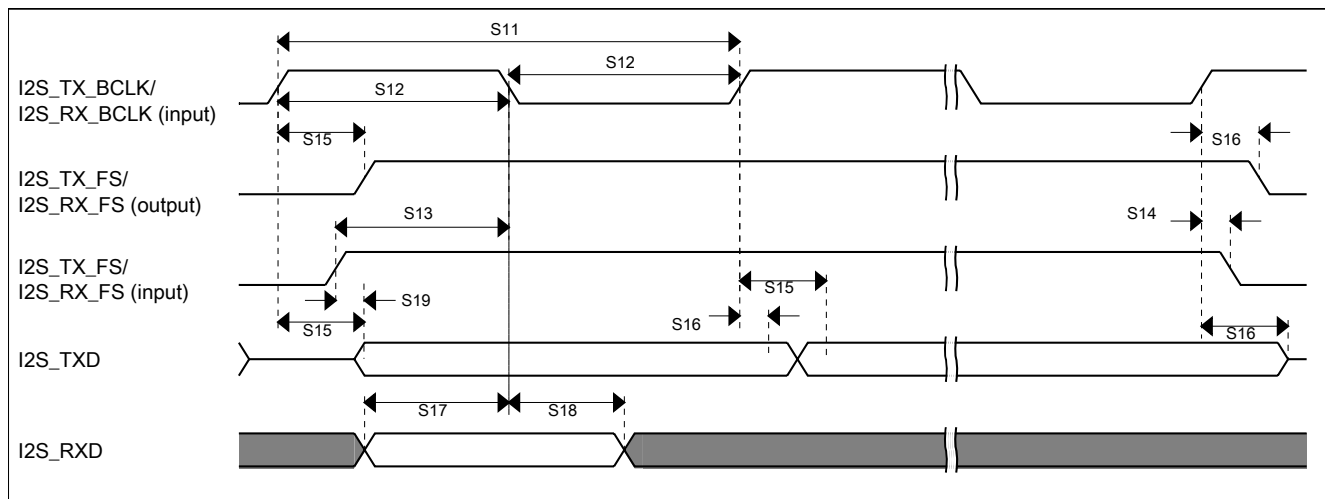 S11
S12
I2S_TX_BCLK/
I2S_RX_BCLK (input)
S12
S15
S16
I2S_TX_FS/
I2S_RX_FS (output)
S13
S14
I2S_TX_FS/
I2S_RX_FS (input)
S19
S15
S15
S16
S16
I2S_TXD
S17
S18
I2S_RXD